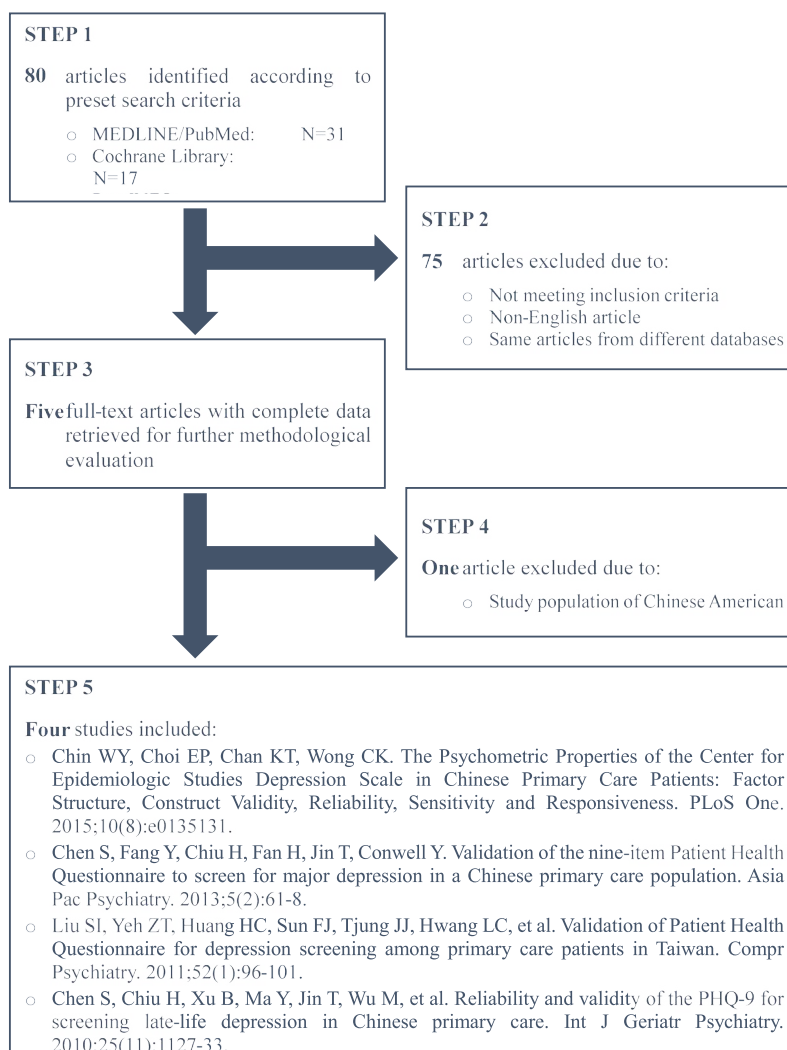 STEP 1
80 articles identified according to
preset search criteria
○ MEDLINE/PubMed: N=31
○ Cochrane Library:
N=17
STEP 2
75 articles excluded due to:
○ Not meeting inclusion criteria
○ Non-English article
○ Same articles from different databases
STEP 3
Five full-text articles with complete data
retrieved for further methodological
evaluation
STEP 4
One article excluded due to:
○ Study population of Chinese American
STEP 5
Four studies included:
○ Chin WY, Choi EP, Chan KT, Wong CK. The Psychometric Properties of the Center for
Epidemiologic Studies Depression Scale in Chinese Primary Care Patients: Factor
Structure, Construct Validity, Reliability, Sensitivity and Responsiveness. PLoS One.
2015;10(8):e0135131.
○ Chen S, Fang Y, Chiu H, Fan H, Jin T, Conwell Y. Validation of the nine-item Patient Health
Questionnaire to screen for major depression in a Chinese primary care population. Asia
Pac Psychiatry. 2013;5(2):61-8.
○ Liu SI, Yeh ZT, Huang HC, Sun FJ, Tjung JJ, Hwang LC, et al. Validation of Patient Health
Questionnaire for depression screening among primary care patients in Taiwan. Compr
Psychiatry. 2011;52(1):96-101.
○ Chen S, Chiu H, Xu B, Ma Y, Jin T, Wu M, et al. Reliability and validity of the PHQ-9 for
screening late-life depression in Chinese primary care. Int J Geriatr Psychiatry.
2010;25(11):1127-33.